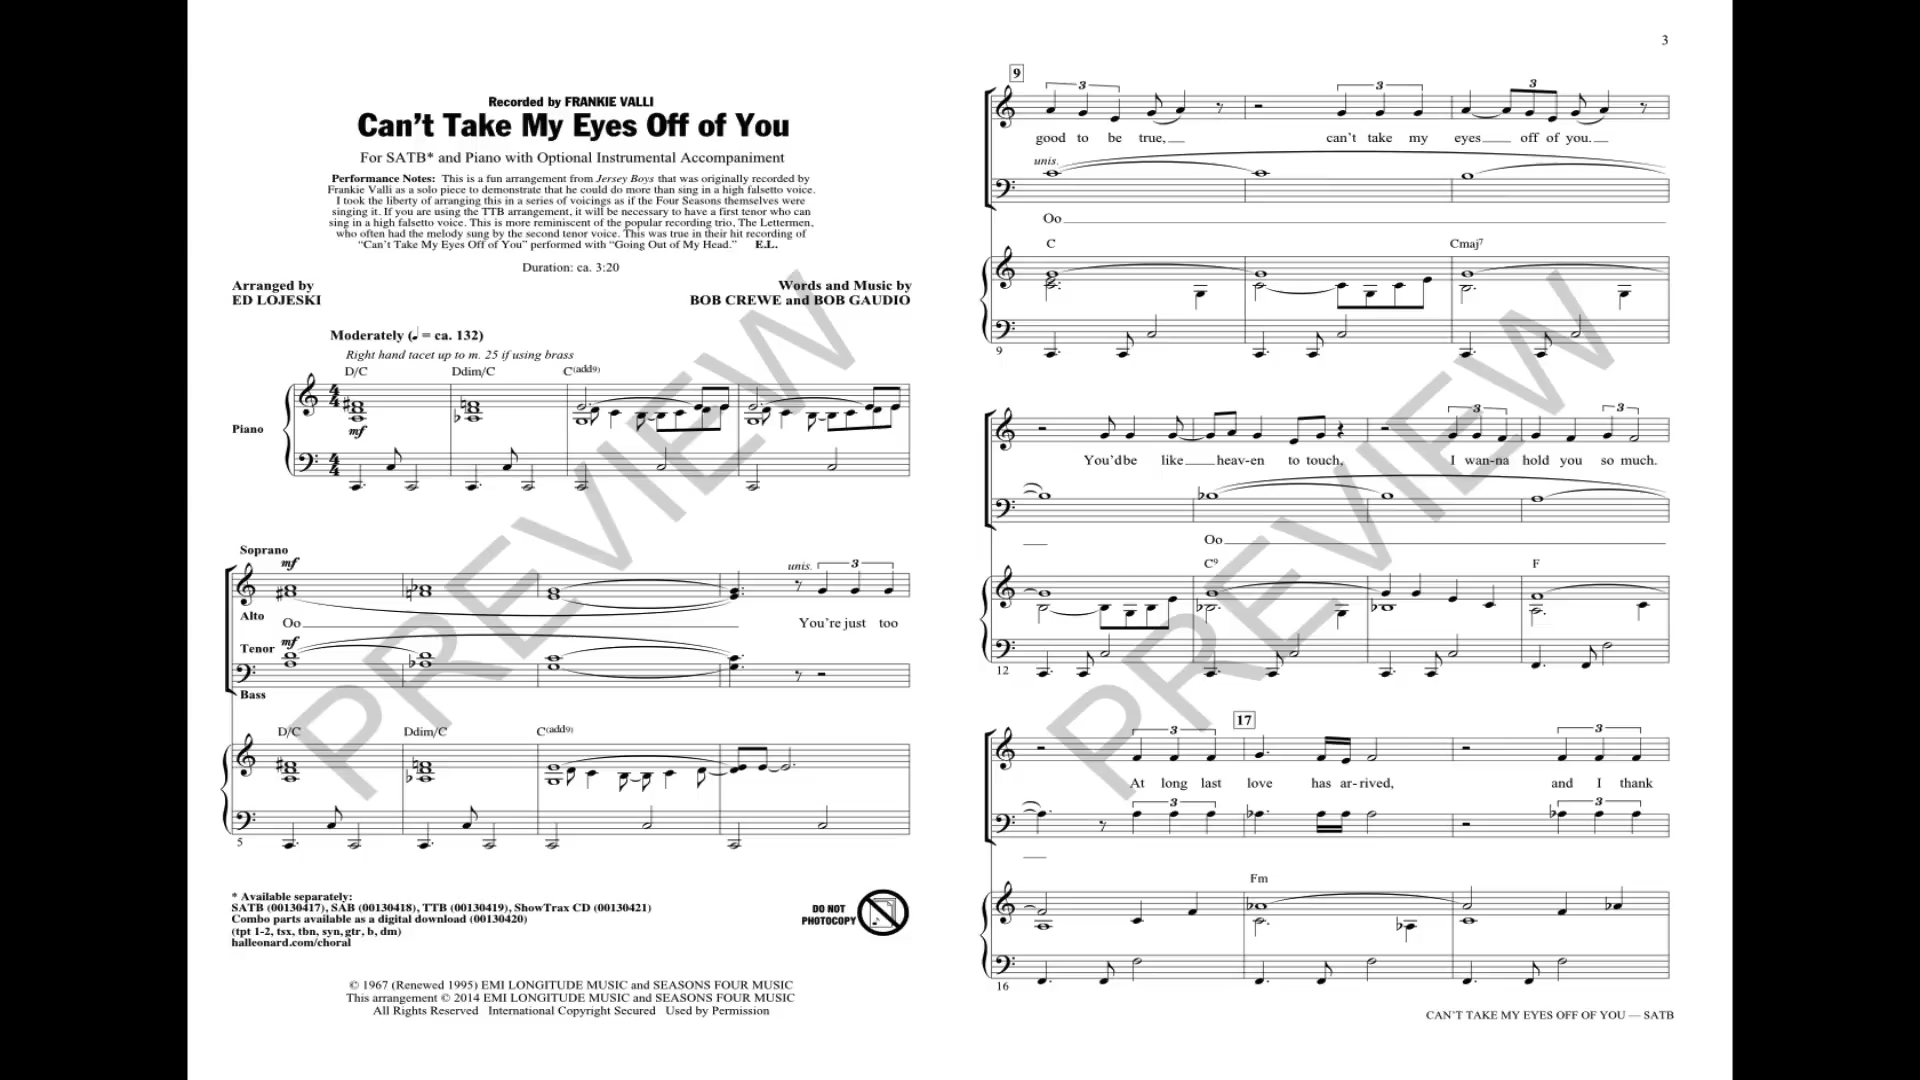 Recorded by FRANKIE VALLI
Can't Take My Eyes Off of You
For SATB* and Piano with Optional Instrumental Accompaniment
Performance Notes: This is a fun arrangement from Jersey Boys that was originally recorded by
Frankie Valli as a solo piece to demonstrate that he could do more than sing in a high falsetto voice.
I took the liberty of arranging this in a series of voicings as if the Four Seasons themselves were
singing it. If you are using the TTB arrangement, it will be necessary to have a first tenor who can
sing in a high falsetto voice. This is more reminiscent of the popular recording trio, The Lettermen,
who often had the melody sung by the second tenor voice. This was true in their hit recording of
"Can't Take My Eyes Off of You" performed with "Going Out of My Head." E.L.
Duration: ca. 3:20
Arranged by
ED LOJESKI
Words and Music by
BOB CREWE and BOB GAUDIO
Moderately (♩ = ca. 132)
Right hand tacet up to m. 25 if using brass
D/C Ddim/C C(add9)
Piano
mf
Soprano
mf
unis. 3
Alto
Oo You're just too
Tenor mf
Bass
D/C Ddim/C C(add9)
5
* Available separately:
SATB (00130417), SAB (00130418), TTB (00130419), ShowTrax CD (00130421)
Combo parts available as a digital download (00130420)
(tpt 1-2, tsx, tbn, syn, gtr, b, dm)
halleonard.com/choral
DO NOT
PHOTOCOPY
© 1967 (Renewed 1995) EMI LONGITUDE MUSIC and SEASONS FOUR MUSIC
This arrangement © 2014 EMI LONGITUDE MUSIC and SEASONS FOUR MUSIC
All Rights Reserved International Copyright Secured Used by Permission
PREVIEW
3
9
3 3 3
good to be true, can't take my eyes off of you.
unis.
Oo
C Cmaj7
9
3 3
You'd be like heav-en to touch, I wan-na hold you so much.
Oo
C9 F
12
17
3 3
At long last love has ar-rived, and I thank
3 3
Fm
16
PREVIEW
CAN'T TAKE MY EYES OFF OF YOU — SATB